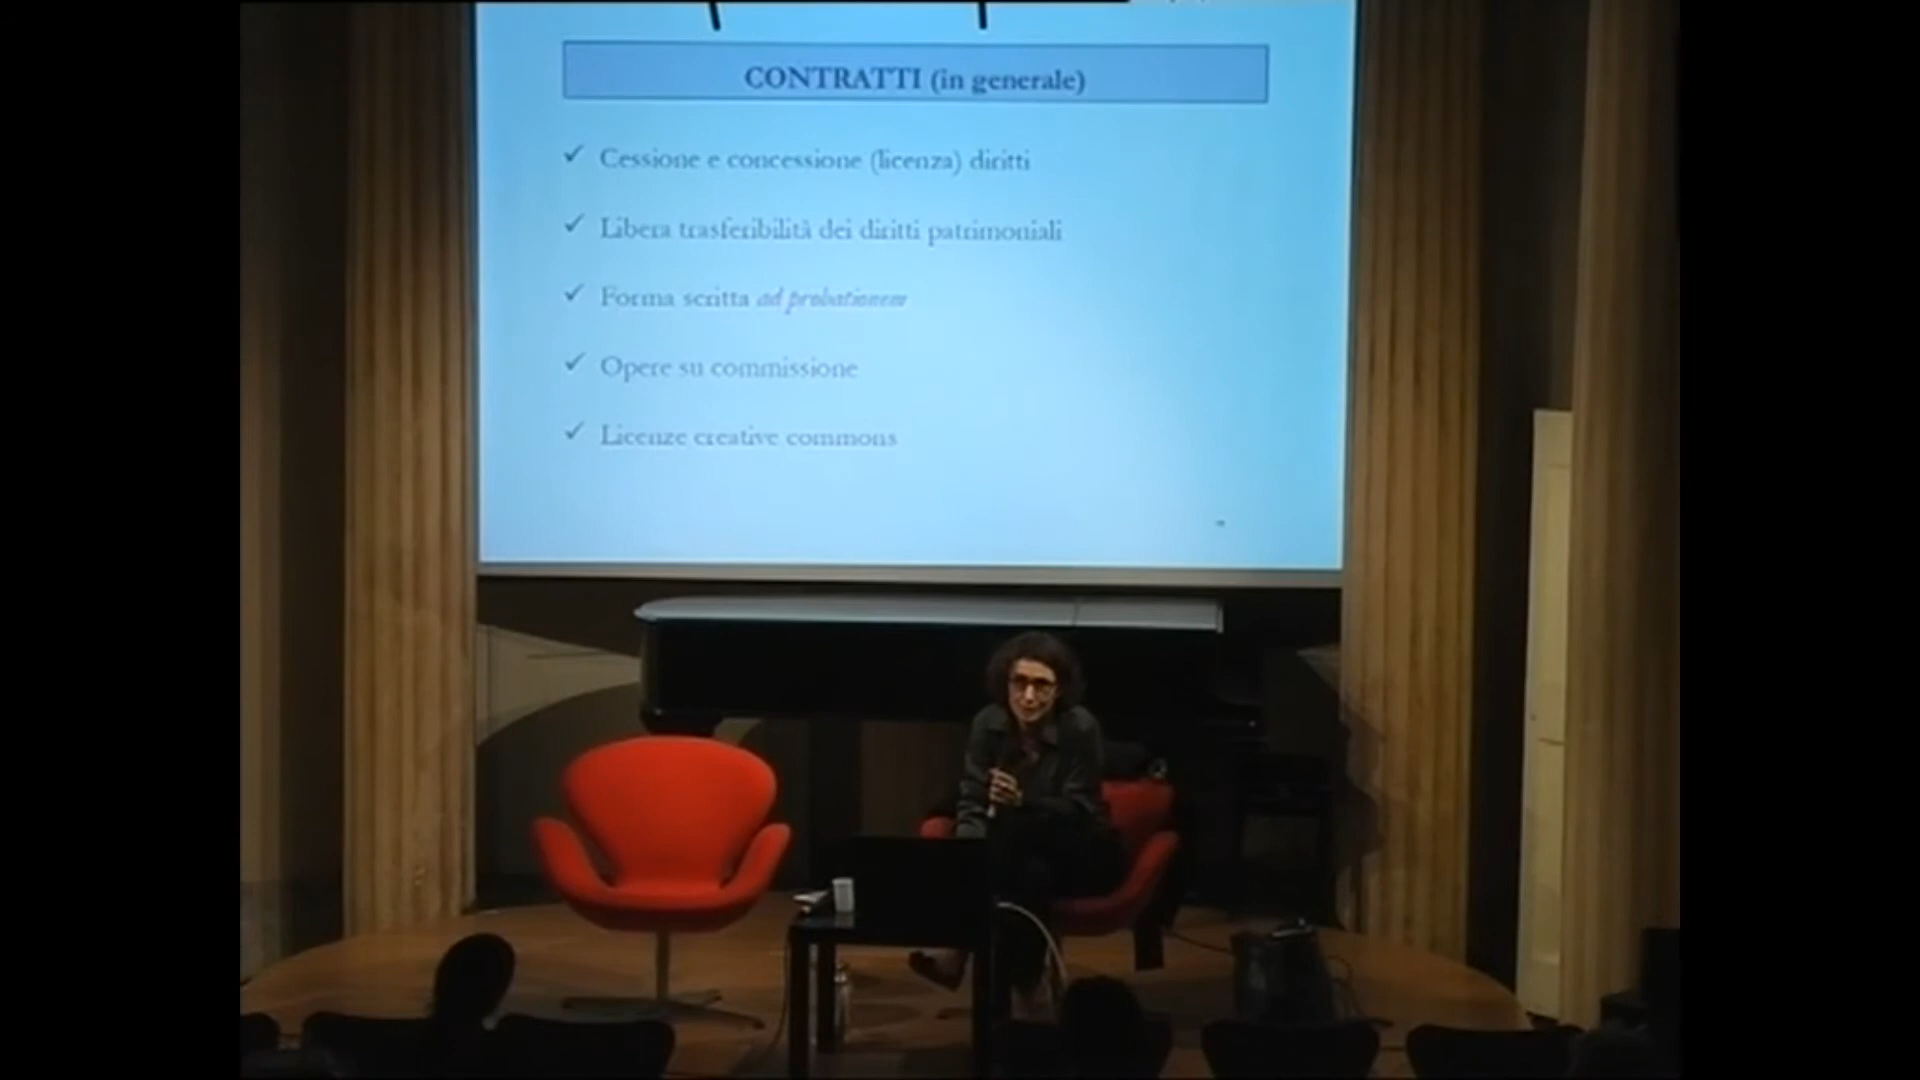 CONTRATTI (in generale)
Cessione e concessione (licenza) diritti
Libera trasferibilità dei diritti patrimoniali
Forma scritta ad probationem
Opere su commissione
Licenze creative commons